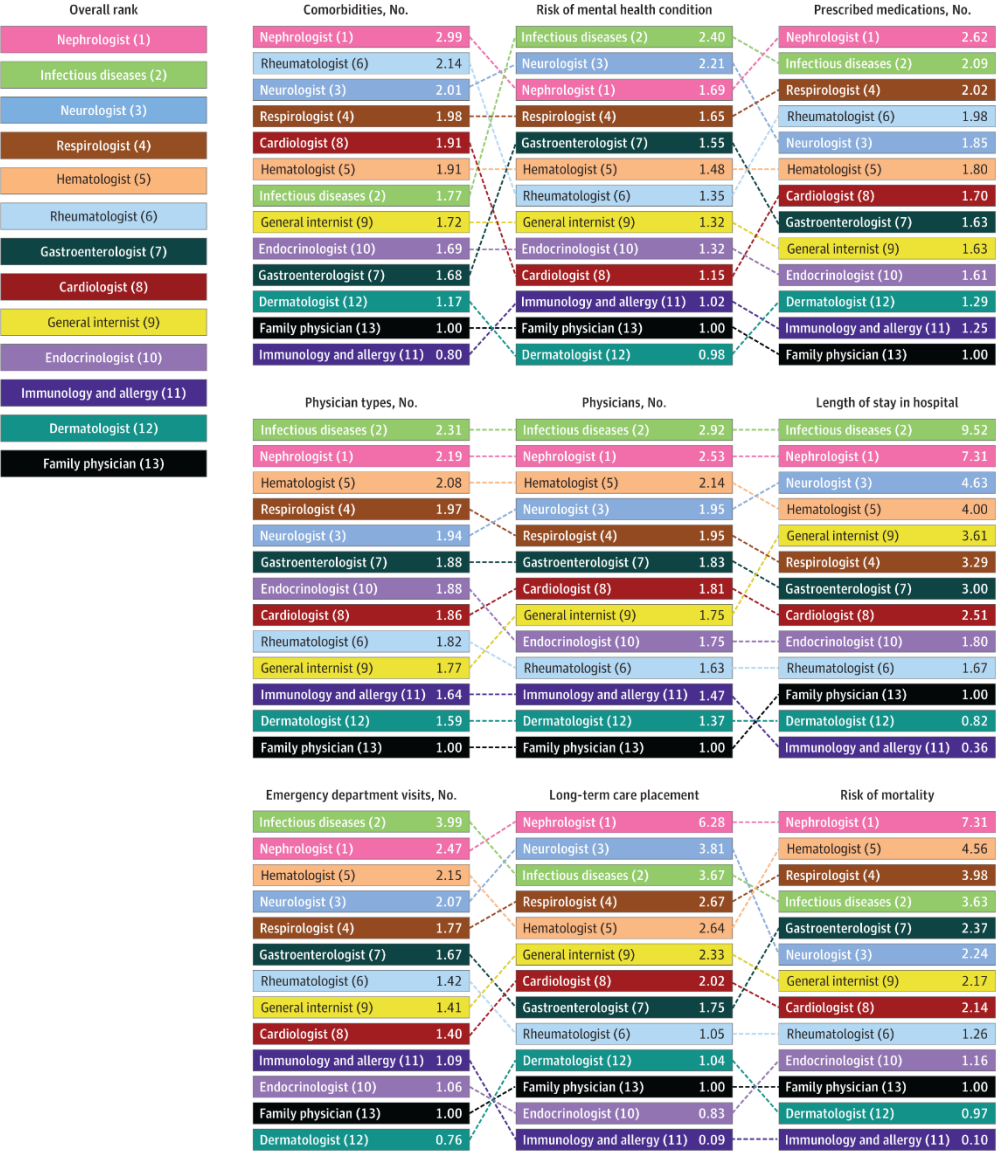 Overall rank
Nephrologist (1)
Infectious diseases (2)
Neurologist (3)
Respirologist (4)
Hematologist (5)
Rheumatologist (6)
Gastroenterologist (7)
Cardiologist (8)
General internist (9)
Endocrinologist (10)
Immunology and allergy (11)
Dermatologist (12)
Family physician (13)
Comorbidities, No.
Nephrologist (1) 2.99
Rheumatologist (6) 2.14
Neurologist (3) 2.01
Respirologist (4) 1.98
Cardiologist (8) 1.91
Hematologist (5) 1.91
Infectious diseases (2) 1.77
General internist (9) 1.72
Endocrinologist (10) 1.69
Gastroenterologist (7) 1.68
Dermatologist (12) 1.17
Family physician (13) 1.00
Immunology and allergy (11) 0.80
Risk of mental health condition
Infectious diseases (2) 2.40
Neurologist (3) 2.21
Nephrologist (1) 1.69
Respirologist (4) 1.65
Gastroenterologist (7) 1.55
Hematologist (5) 1.48
Rheumatologist (6) 1.35
General internist (9) 1.32
Endocrinologist (10) 1.32
Cardiologist (8) 1.15
Immunology and allergy (11) 1.02
Family physician (13) 1.00
Dermatologist (12) 0.98
Prescribed medications, No.
Nephrologist (1) 2.62
Infectious diseases (2) 2.09
Respirologist (4) 2.02
Rheumatologist (6) 1.98
Neurologist (3) 1.85
Hematologist (5) 1.80
Cardiologist (8) 1.70
Gastroenterologist (7) 1.63
General internist (9) 1.63
Endocrinologist (10) 1.61
Dermatologist (12) 1.29
Immunology and allergy (11) 1.25
Family physician (13) 1.00
Physician types, No.
Infectious diseases (2) 2.31
Nephrologist (1) 2.19
Hematologist (5) 2.08
Respirologist (4) 1.97
Neurologist (3) 1.94
Gastroenterologist (7) 1.88
Endocrinologist (10) 1.88
Cardiologist (8) 1.86
Rheumatologist (6) 1.82
General internist (9) 1.77
Immunology and allergy (11) 1.64
Dermatologist (12) 1.59
Family physician (13) 1.00
Physicians, No.
Infectious diseases (2) 2.92
Nephrologist (1) 2.53
Hematologist (5) 2.14
Neurologist (3) 1.95
Respirologist (4) 1.95
Gastroenterologist (7) 1.83
Cardiologist (8) 1.81
General internist (9) 1.75
Endocrinologist (10) 1.75
Rheumatologist (6) 1.63
Immunology and allergy (11) 1.47
Dermatologist (12) 1.37
Family physician (13) 1.00
Length of stay in hospital
Infectious diseases (2) 9.52
Nephrologist (1) 7.31
Neurologist (3) 4.63
Hematologist (5) 4.00
General internist (9) 3.61
Respirologist (4) 3.29
Gastroenterologist (7) 3.00
Cardiologist (8) 2.51
Endocrinologist (10) 1.80
Rheumatologist (6) 1.67
Family physician (13) 1.00
Dermatologist (12) 0.82
Immunology and allergy (11) 0.36
Emergency department visits, No.
Infectious diseases (2) 3.99
Nephrologist (1) 2.47
Hematologist (5) 2.15
Neurologist (3) 2.07
Respirologist (4) 1.77
Gastroenterologist (7) 1.67
Rheumatologist (6) 1.42
General internist (9) 1.41
Cardiologist (8) 1.40
Immunology and allergy (11) 1.09
Endocrinologist (10) 1.06
Family physician (13) 1.00
Dermatologist (12) 0.76
Long-term care placement
Nephrologist (1) 6.28
Neurologist (3) 3.81
Infectious diseases (2) 3.67
Respirologist (4) 2.67
Hematologist (5) 2.64
General internist (9) 2.33
Cardiologist (8) 2.02
Gastroenterologist (7) 1.75
Rheumatologist (6) 1.05
Dermatologist (12) 1.04
Family physician (13) 1.00
Endocrinologist (10) 0.83
Immunology and allergy (11) 0.09
Risk of mortality
Nephrologist (1) 7.31
Hematologist (5) 4.56
Respirologist (4) 3.98
Infectious diseases (2) 3.63
Gastroenterologist (7) 2.37
Neurologist (3) 2.24
General internist (9) 2.17
Cardiologist (8) 2.14
Rheumatologist (6) 1.26
Endocrinologist (10) 1.16
Family physician (13) 1.00
Dermatologist (12) 0.97
Immunology and allergy (11) 0.10